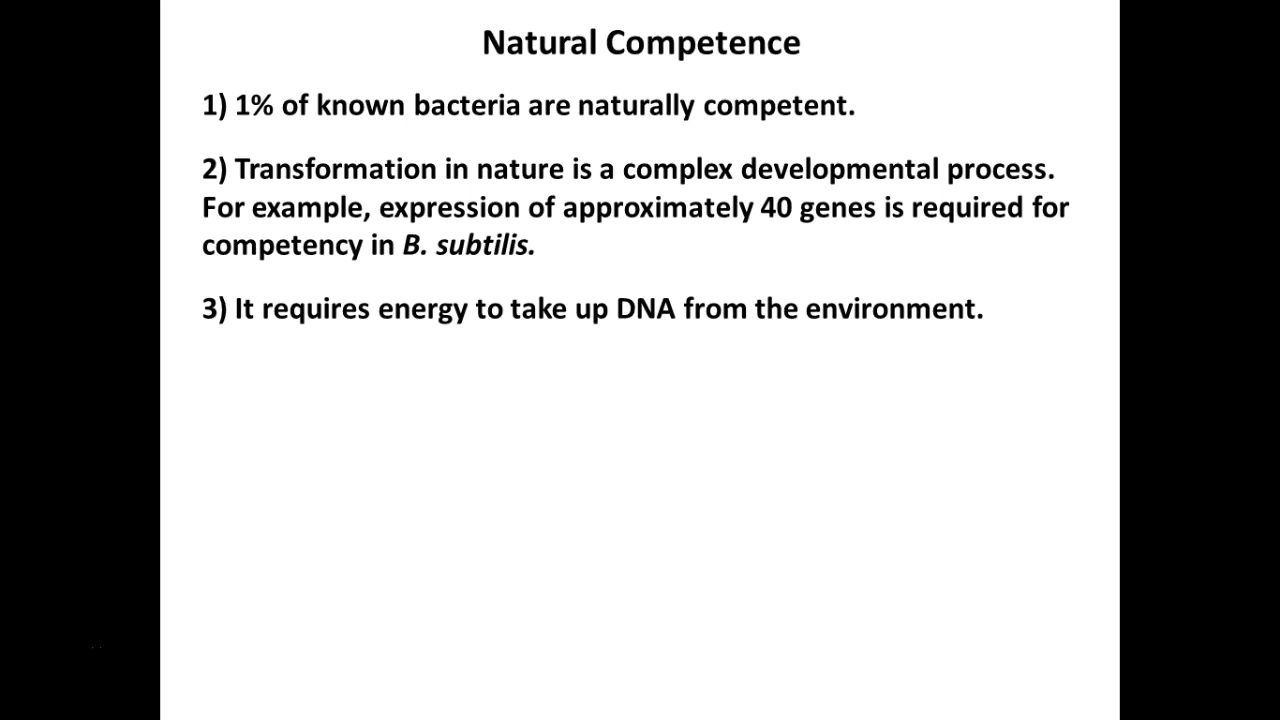 Natural Competence
1) 1% of known bacteria are naturally competent.
2) Transformation in nature is a complex developmental process.
For example, expression of approximately 40 genes is required for
competency in B. subtilis.
3) It requires energy to take up DNA from the environment.